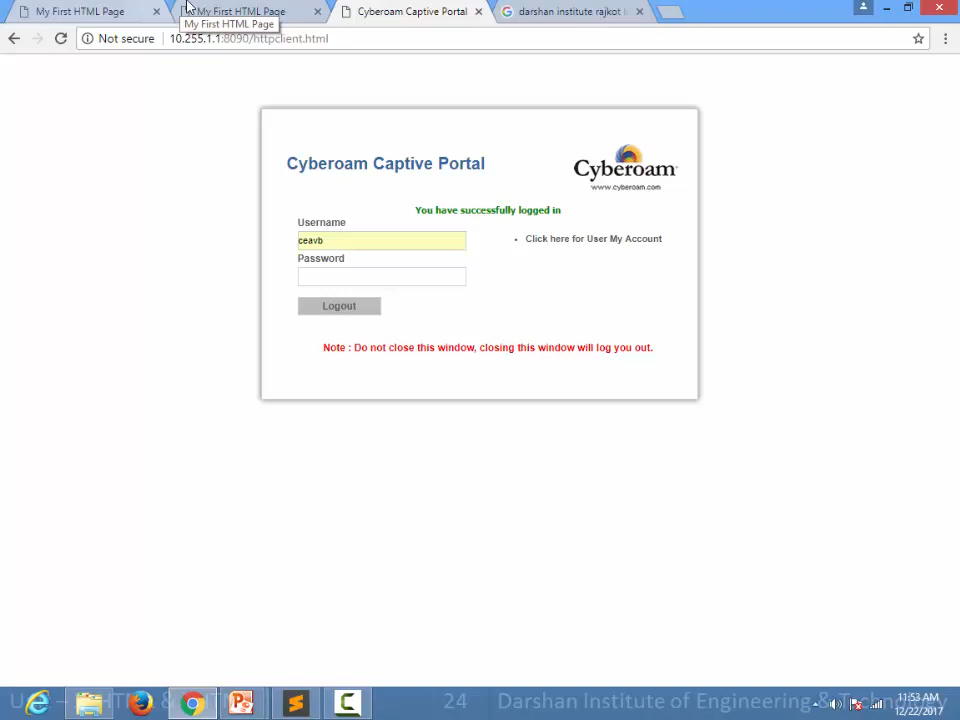 My First HTML Page
My First HTML Page
Cyberoam Captive Portal
darshan institute rajkot
My First HTML Page
Not secure
10.255.1.1:8090/httpclient.html
Cyberoam Captive Portal
Cyberoam
www.cyberoam.com
You have successfully logged in
Username
ceavb
Click here for User My Account
Password
Logout
Note : Do not close this window, closing this window will log you out.
24
Darshan Institute of Engineering & Technology
11:53 AM
12/22/2017